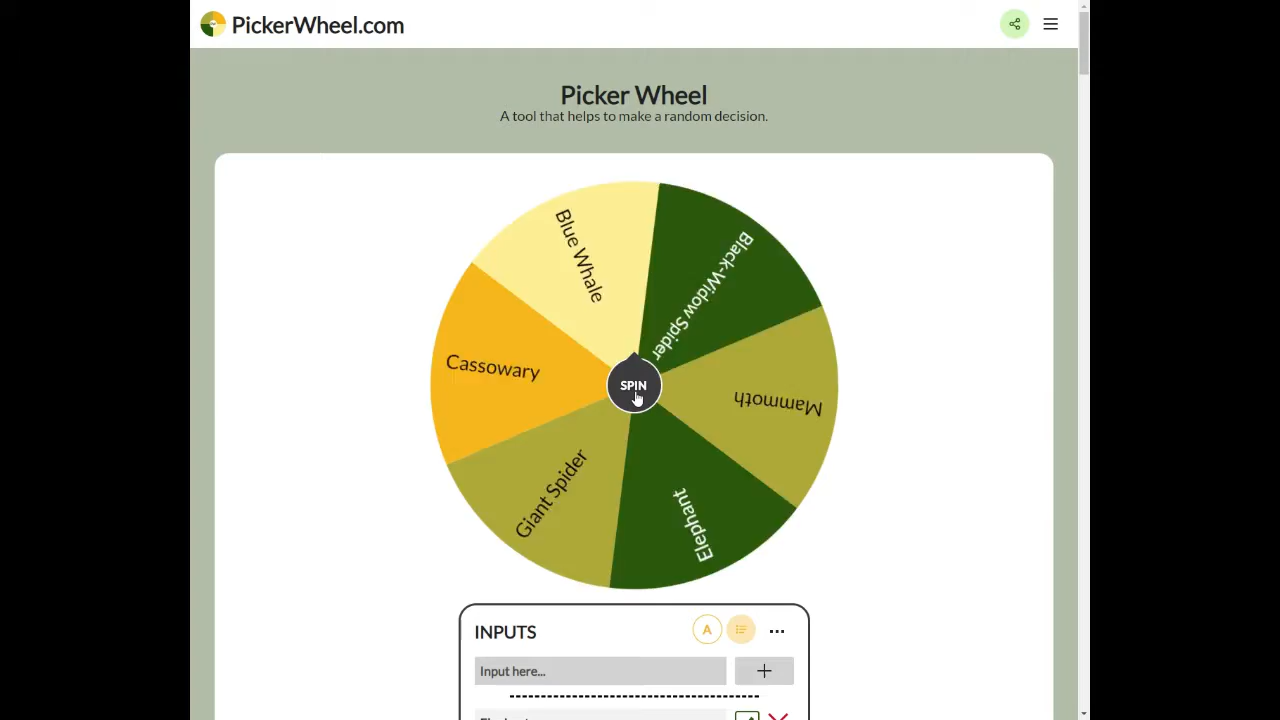 PickerWheel.com
Picker Wheel
A tool that helps to make a random decision.
Blue Whale
Black-Widow Spider
Cassowary
Mammoth
SPIN
Giant Spider
Elephant
INPUTS
A
Input here...